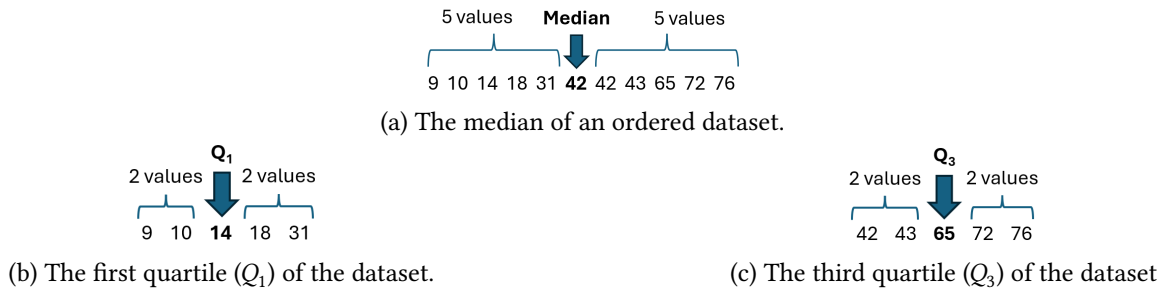 5 values Median 5 values
9 10 14 18 31 42 42 43 65 72 76
(a) The median of an ordered dataset.
Q₁
2 values 2 values
9 10 14 18 31
(b) The first quartile (Q₁) of the dataset.
Q₃
2 values 2 values
42 43 65 72 76
(c) The third quartile (Q₃) of the dataset